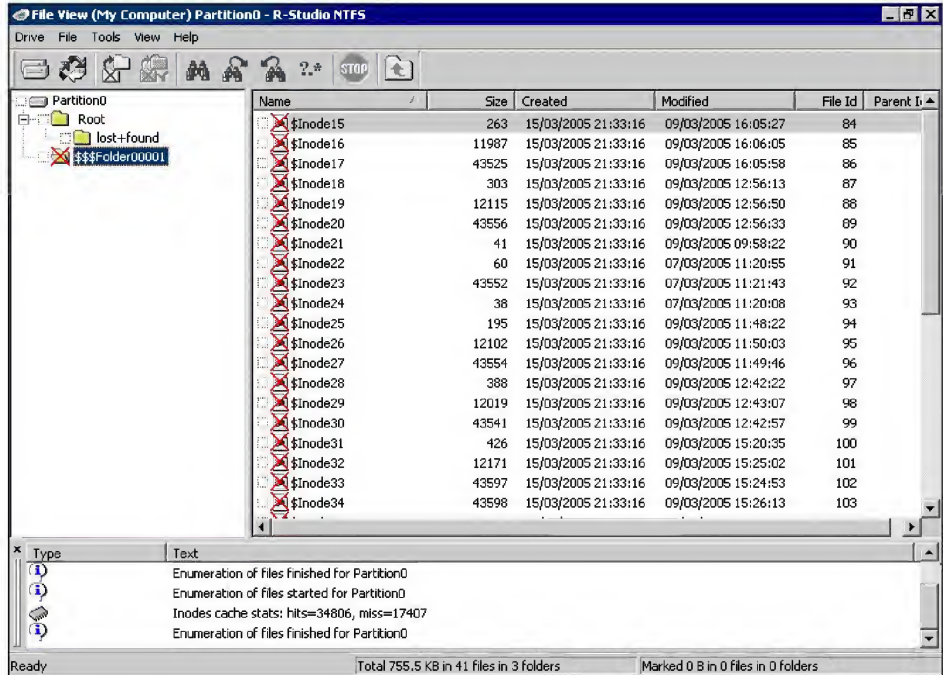 File View (My Computer) Partition0 - R-Studio NTFS
Drive File Tools View Help
?.* STOP
Partition0
Root
lost+found
$$$Folder00001
Name / Size Created Modified File Id Parent
$Inode15 263 15/03/2005 21:33:16 09/03/2005 16:05:27 84
$Inode16 11987 15/03/2005 21:33:16 09/03/2005 16:06:05 85
$Inode17 43525 15/03/2005 21:33:16 09/03/2005 16:05:58 86
$Inode18 303 15/03/2005 21:33:16 09/03/2005 12:56:13 87
$Inode19 12115 15/03/2005 21:33:16 09/03/2005 12:56:50 88
$Inode20 43556 15/03/2005 21:33:16 09/03/2005 12:56:33 89
$Inode21 41 15/03/2005 21:33:16 09/03/2005 09:58:22 90
$Inode22 60 15/03/2005 21:33:16 07/03/2005 11:20:55 91
$Inode23 43552 15/03/2005 21:33:16 07/03/2005 11:21:43 92
$Inode24 38 15/03/2005 21:33:16 07/03/2005 11:20:08 93
$Inode25 195 15/03/2005 21:33:16 09/03/2005 11:48:22 94
$Inode26 12102 15/03/2005 21:33:16 09/03/2005 11:50:03 95
$Inode27 43554 15/03/2005 21:33:16 09/03/2005 11:49:46 96
$Inode28 388 15/03/2005 21:33:16 09/03/2005 12:42:22 97
$Inode29 12019 15/03/2005 21:33:16 09/03/2005 12:43:07 98
$Inode30 43541 15/03/2005 21:33:16 09/03/2005 12:42:57 99
$Inode31 426 15/03/2005 21:33:16 09/03/2005 15:20:35 100
$Inode32 12171 15/03/2005 21:33:16 09/03/2005 15:25:02 101
$Inode33 43597 15/03/2005 21:33:16 09/03/2005 15:24:53 102
$Inode34 43598 15/03/2005 21:33:16 09/03/2005 15:26:13 103
Type Text
Enumeration of files finished for Partition0
Enumeration of files started for Partition0
Inodes cache stats: hits=34806, miss=17407
Enumeration of files finished for Partition0
Ready Total 755.5 KB in 41 files in 3 folders Marked 0 B in 0 files in 0 folders